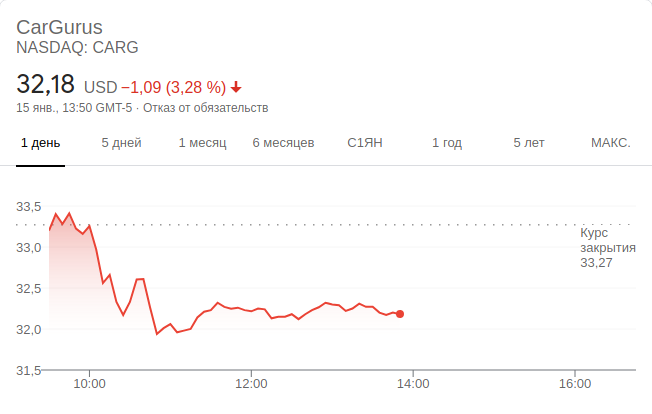 CarGurus
NASDAQ: CARG
32,18 USD −1,09 (3,28 %)
15 янв., 13:50 GMT-5 · Отказ от обязательств
1 день 5 дней 1 месяц 6 месяцев С1ЯН 1 год 5 лет МАКС.
33,5
Курс
закрытия
33,27
33,0
32,5
32,0
31,5
10:00 12:00 14:00 16:00